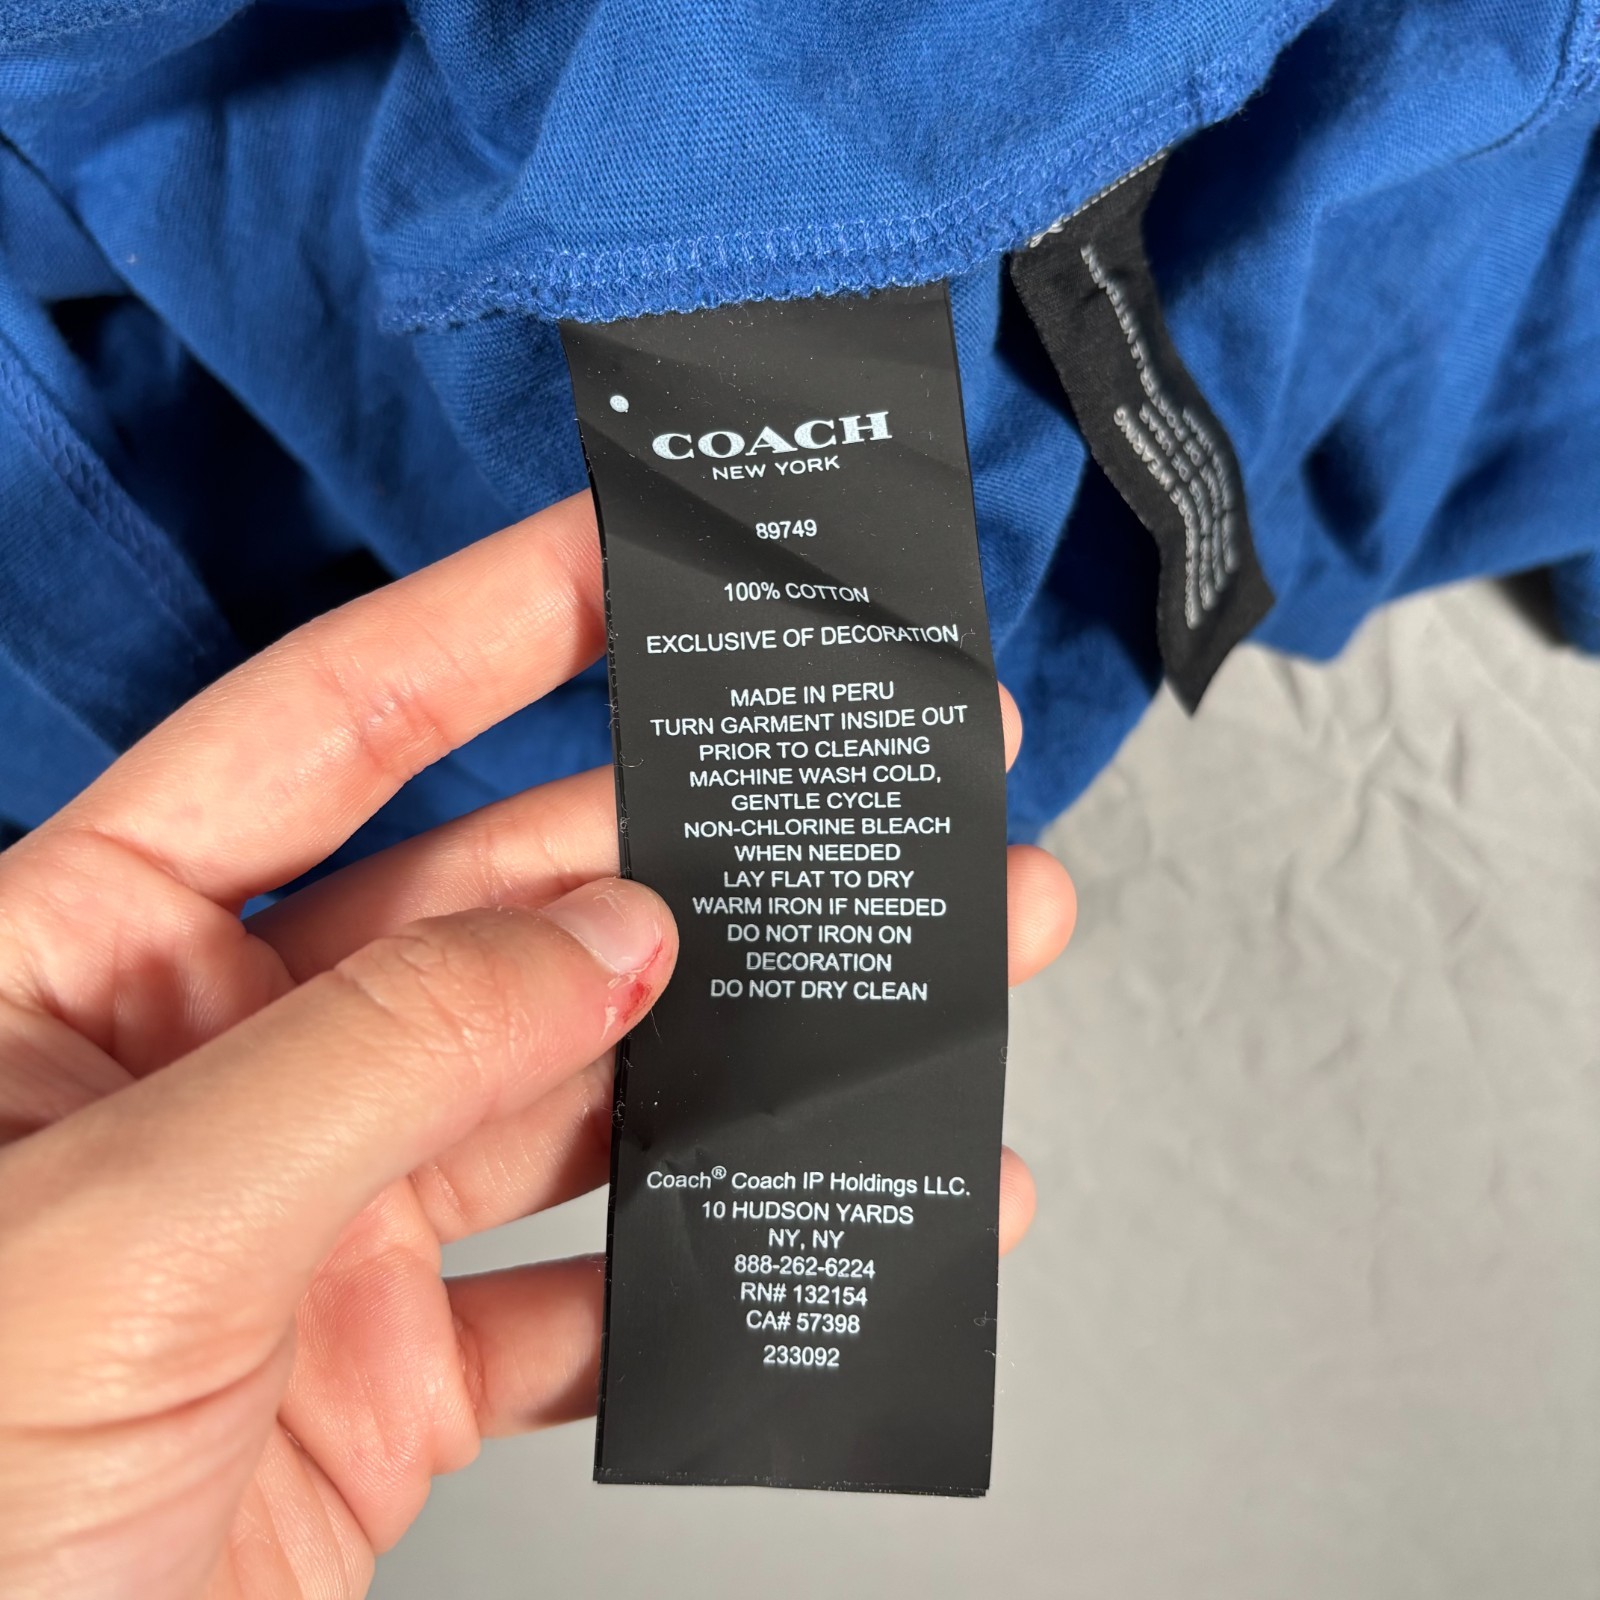 COACH
NEW YORK
89749
100% COTTON
EXCLUSIVE OF DECORATION
MADE IN PERU
TURN GARMENT INSIDE OUT
PRIOR TO CLEANING
MACHINE WASH COLD,
GENTLE CYCLE
NON-CHLORINE BLEACH
WHEN NEEDED
LAY FLAT TO DRY
WARM IRON IF NEEDED
DO NOT IRON ON
DECORATION
DO NOT DRY CLEAN
Coach® Coach IP Holdings LLC.
10 HUDSON YARDS
NY, NY
888-262-6224
RN# 132154
CA# 57398
233092